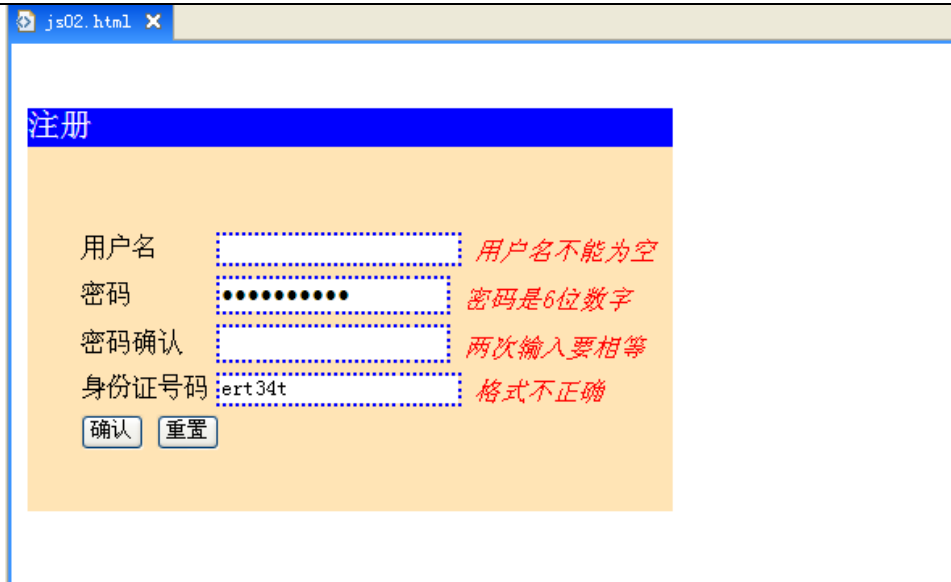 js02.html
注册
用户名 用户名不能为空
密码 •••••••••• 密码是6位数字
密码确认 两次输入要相等
身份证号码 ert34t 格式不正确
确认 重置